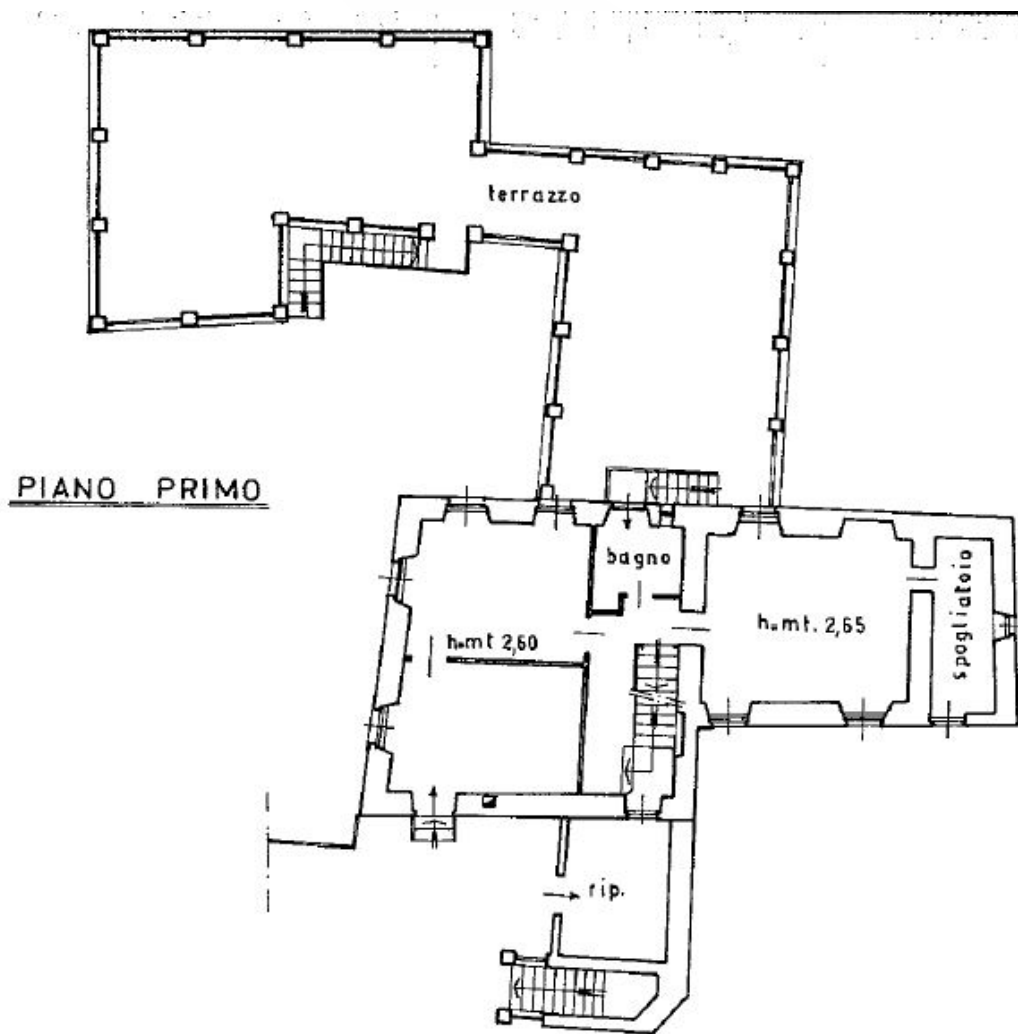 terrazzo
PIANO PRIMO
bagno
h=mt 2,60
h=mt. 2,65
spogliatoio
rip.